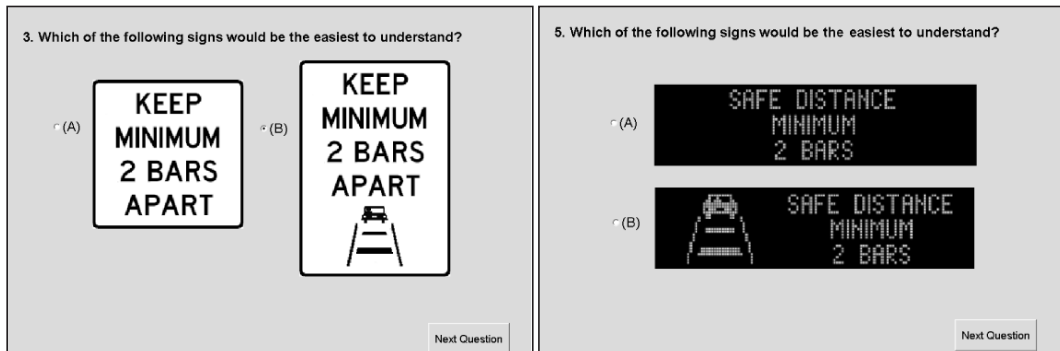 3. Which of the following signs would be the easiest to understand?
(A)
KEEP
MINIMUM
2 BARS
APART
(B)
KEEP
MINIMUM
2 BARS
APART
Next Question
5. Which of the following signs would be the easiest to understand?
(A)
SAFE DISTANCE
MINIMUM
2 BARS
(B)
SAFE DISTANCE
MINIMUM
2 BARS
Next Question